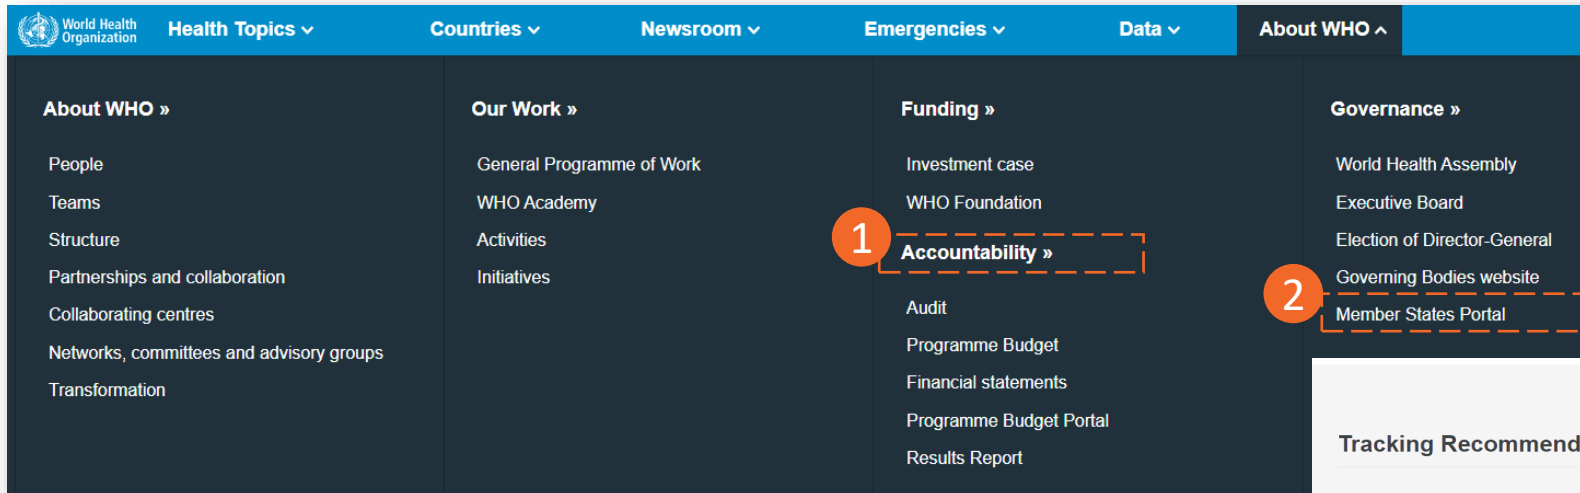 World Health
Organization
Health Topics
Countries
Newsroom
Emergencies
Data
About WHO
About WHO »
People
Teams
Structure
Partnerships and collaboration
Collaborating centres
Networks, committees and advisory groups
Transformation
Our Work »
General Programme of Work
WHO Academy
Activities
Initiatives
Funding »
Investment case
WHO Foundation
1
Accountability »
Audit
Programme Budget
Financial statements
Programme Budget Portal
Results Report
Governance »
World Health Assembly
Executive Board
Election of Director-General
Governing Bodies website
2
Member States Portal
Tracking Recommend